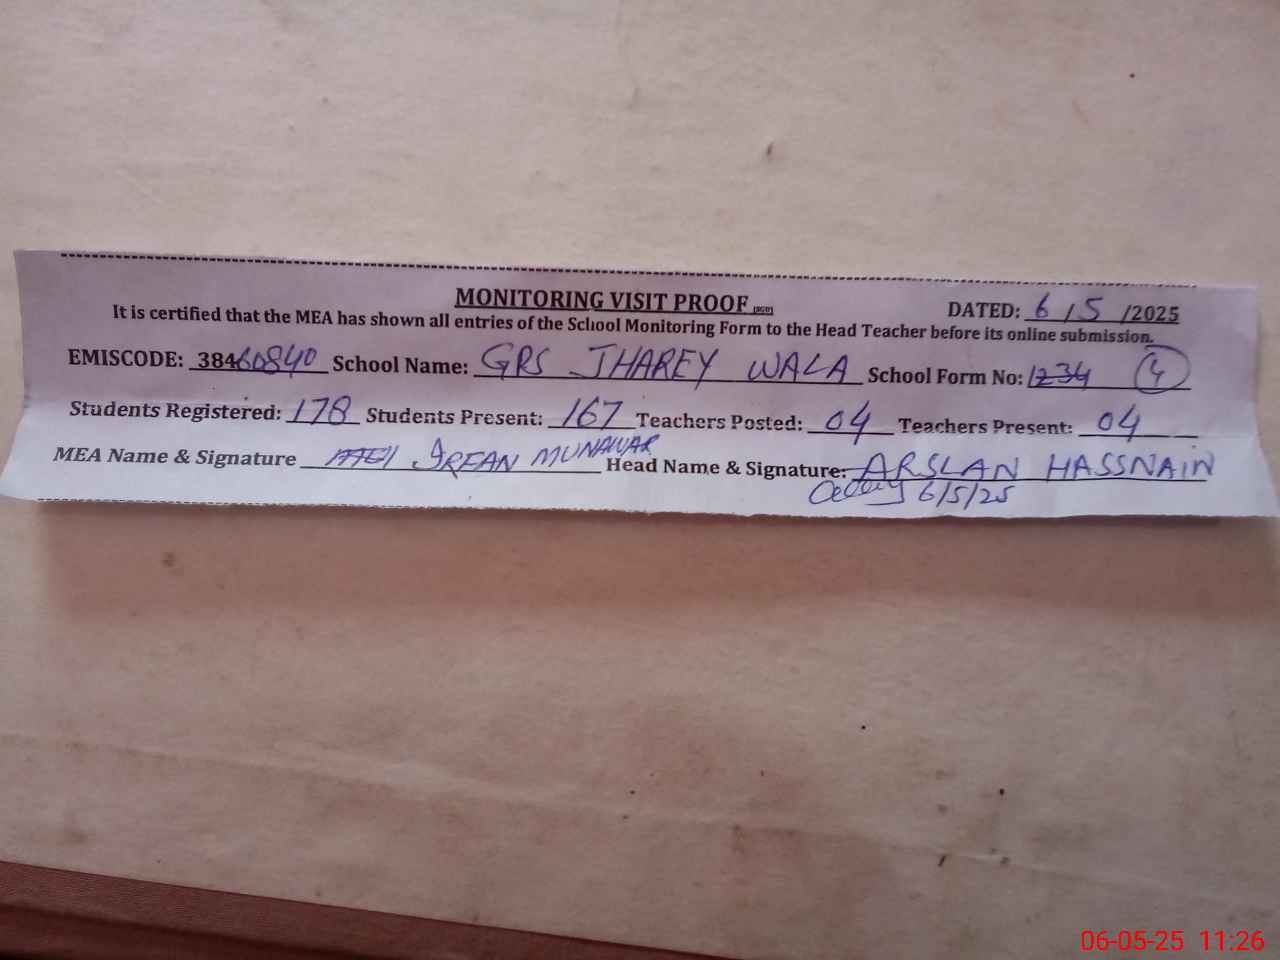 MONITORING VISIT PROOF (SGD) DATED: 6 / 5 /2025
It is certified that the MEA has shown all entries of the School Monitoring Form to the Head Teacher before its online submission.
EMISCODE: 38460840 School Name: GRS JHAREY WALA School Form No: 1234 4
Students Registered: 178 Students Present: 167 Teachers Posted: 04 Teachers Present: 04
MEA Name & Signature IRFAN MUNAWAR Head Name & Signature: ARSLAN HASSNAIN
6/5/25
06-05-25 11:26